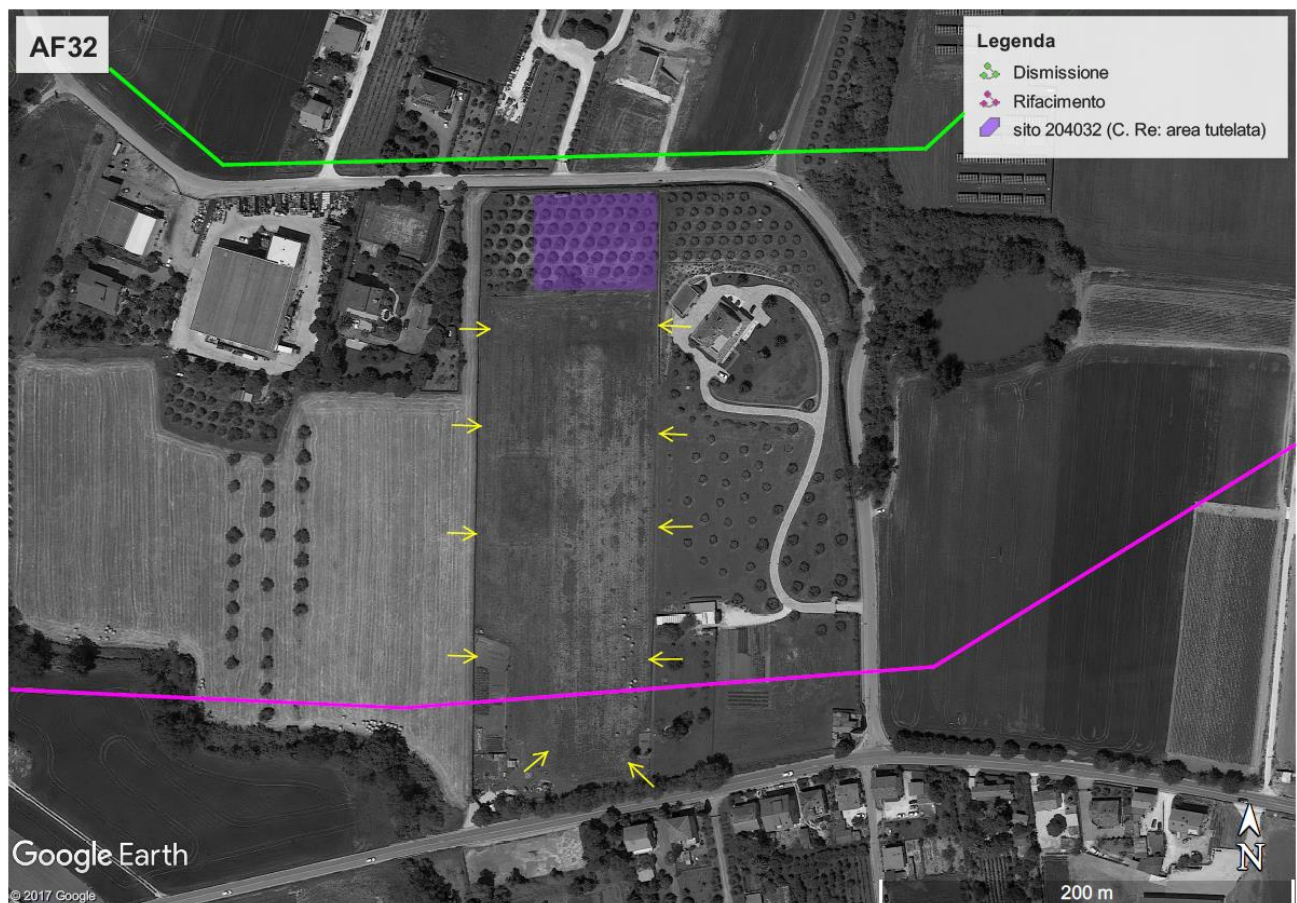 AF32
Legenda
Dismissione
Rifacimento
sito 204032 (C. Re: area tutelata)
Google Earth
© 2017 Google
N
200 m